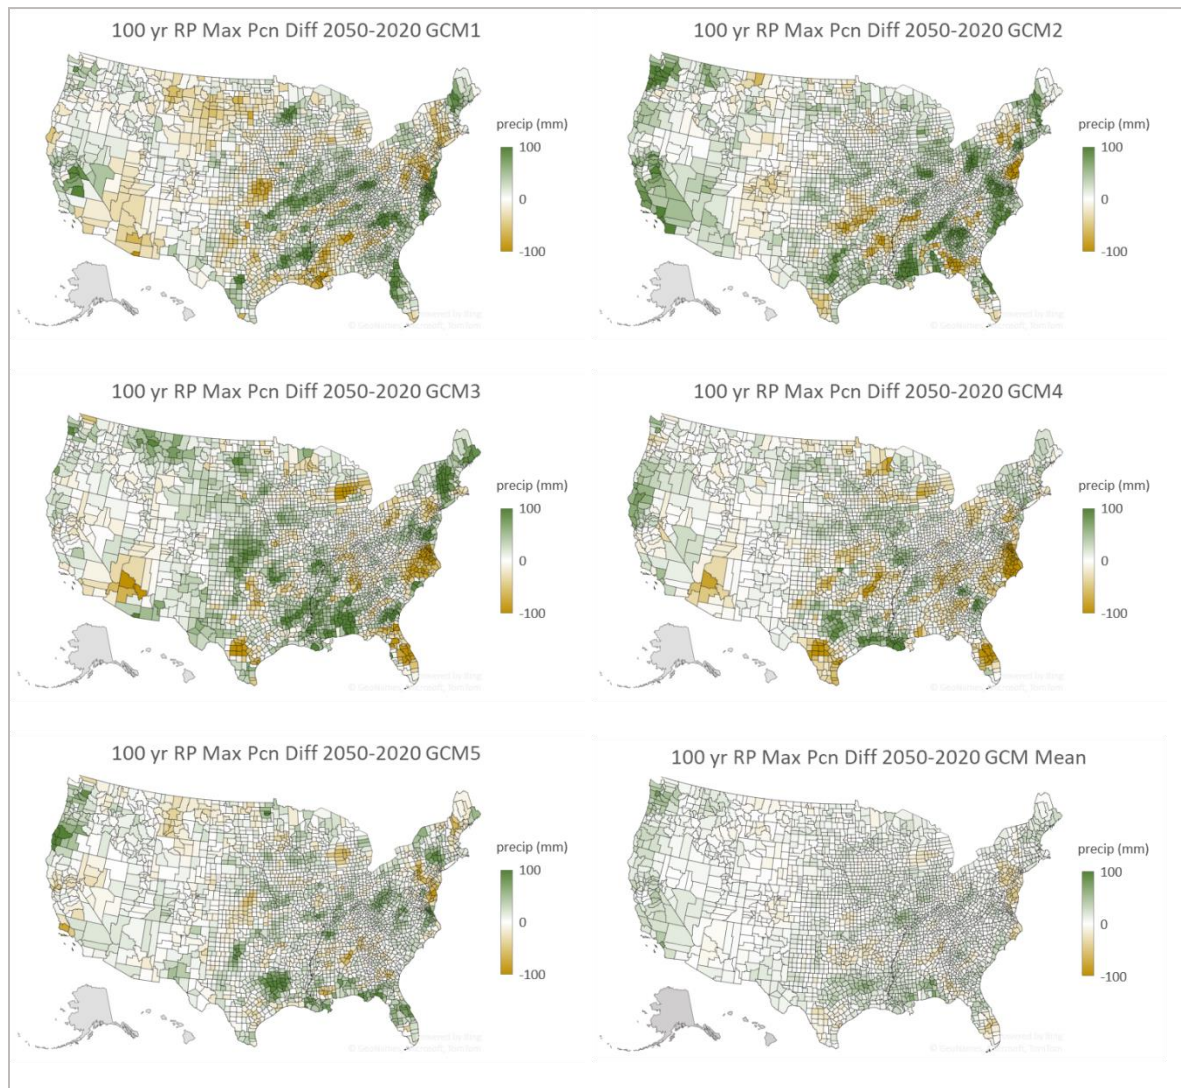 100 yr RP Max Pcn Diff 2050-2020 GCM1
precip (mm)
100
0
-100
100 yr RP Max Pcn Diff 2050-2020 GCM2
precip (mm)
100
0
-100
100 yr RP Max Pcn Diff 2050-2020 GCM3
precip (mm)
100
0
-100
100 yr RP Max Pcn Diff 2050-2020 GCM4
precip (mm)
100
0
-100
100 yr RP Max Pcn Diff 2050-2020 GCM5
precip (mm)
100
0
-100
100 yr RP Max Pcn Diff 2050-2020 GCM Mean
precip (mm)
100
0
-100